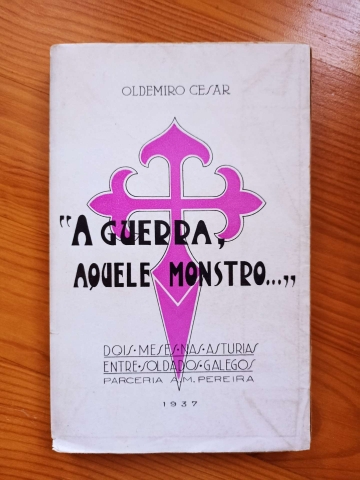 OLDEMIRO CESAR
"A GUERRA,
AQUELE MONSTRO...„
DOIS·MESES·NAS·ASTURIAS
ENTRE·SOLDADOS·GALEGOS
PARCERIA A.M. PEREIRA
1937